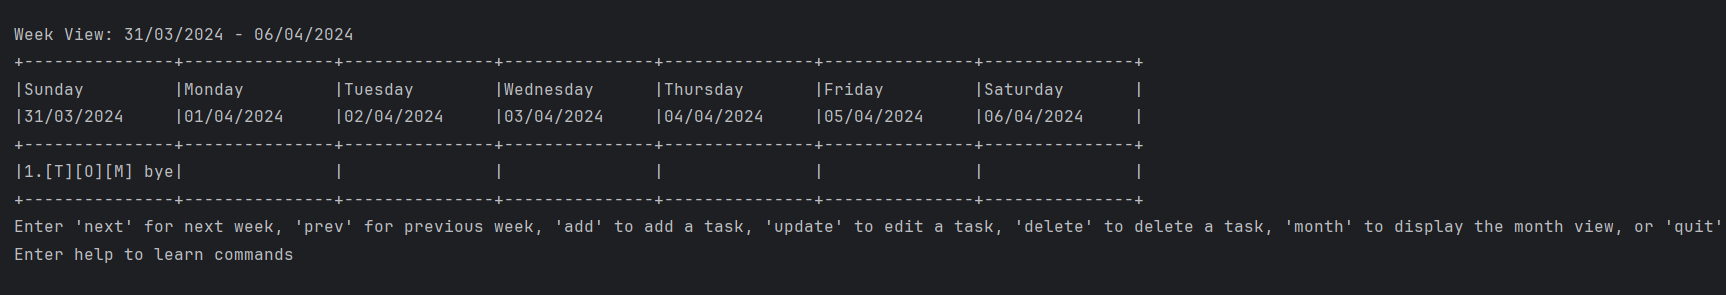 Week View: 31/03/2024 - 06/04/2024
+---------------+---------------+---------------+---------------+---------------+---------------+---------------+
|Sunday         |Monday         |Tuesday        |Wednesday      |Thursday       |Friday         |Saturday       |
|31/03/2024     |01/04/2024     |02/04/2024     |03/04/2024     |04/04/2024     |05/04/2024     |06/04/2024     |
+---------------+---------------+---------------+---------------+---------------+---------------+---------------+
|1.[T][O][M] bye|               |               |               |               |               |               |
+---------------+---------------+---------------+---------------+---------------+---------------+---------------+
Enter 'next' for next week, 'prev' for previous week, 'add' to add a task, 'update' to edit a task, 'delete' to delete a task, 'month' to display the month view, or 'quit'
Enter help to learn commands